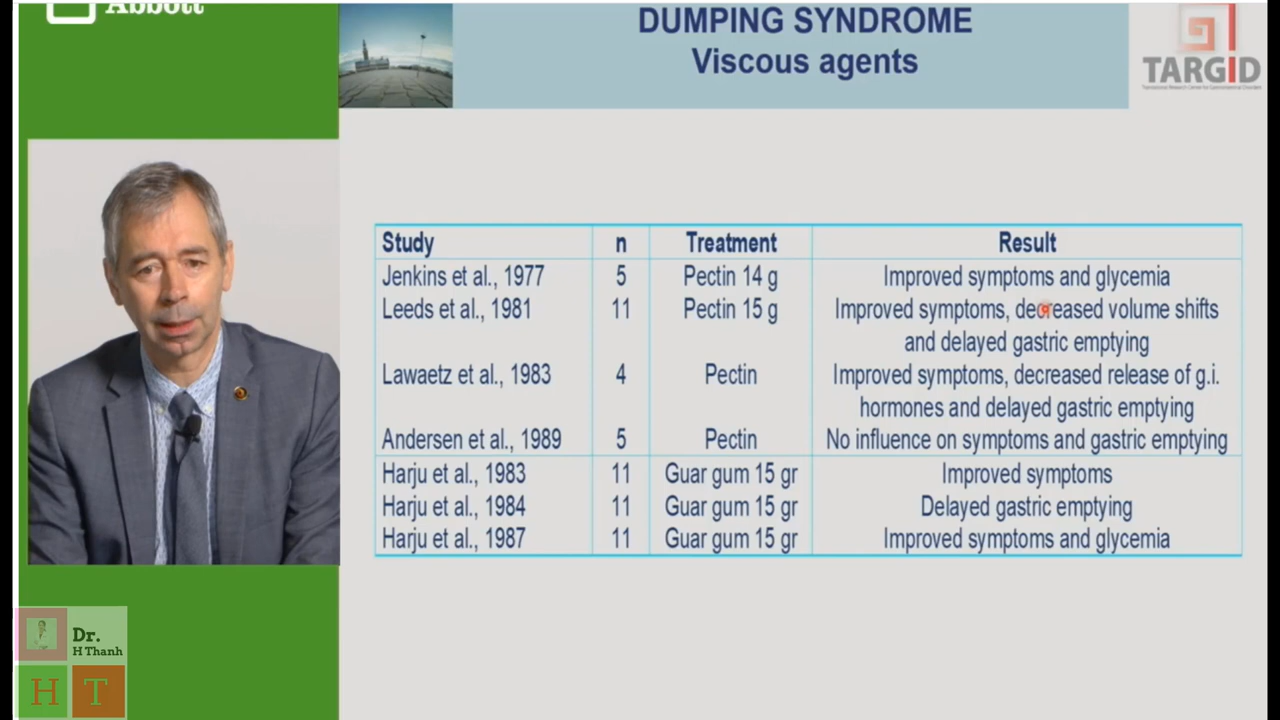 Abbott
DUMPING SYNDROME
Viscous agents
TARGID
Study n Treatment Result
Jenkins et al., 1977 5 Pectin 14 g Improved symptoms and glycemia
Leeds et al., 1981 11 Pectin 15 g Improved symptoms, decreased volume shifts
and delayed gastric emptying
Lawaetz et al., 1983 4 Pectin Improved symptoms, decreased release of g.i.
hormones and delayed gastric emptying
Andersen et al., 1989 5 Pectin No influence on symptoms and gastric emptying
Harju et al., 1983 11 Guar gum 15 gr Improved symptoms
Harju et al., 1984 11 Guar gum 15 gr Delayed gastric emptying
Harju et al., 1987 11 Guar gum 15 gr Improved symptoms and glycemia
Dr.
H Thanh
H T